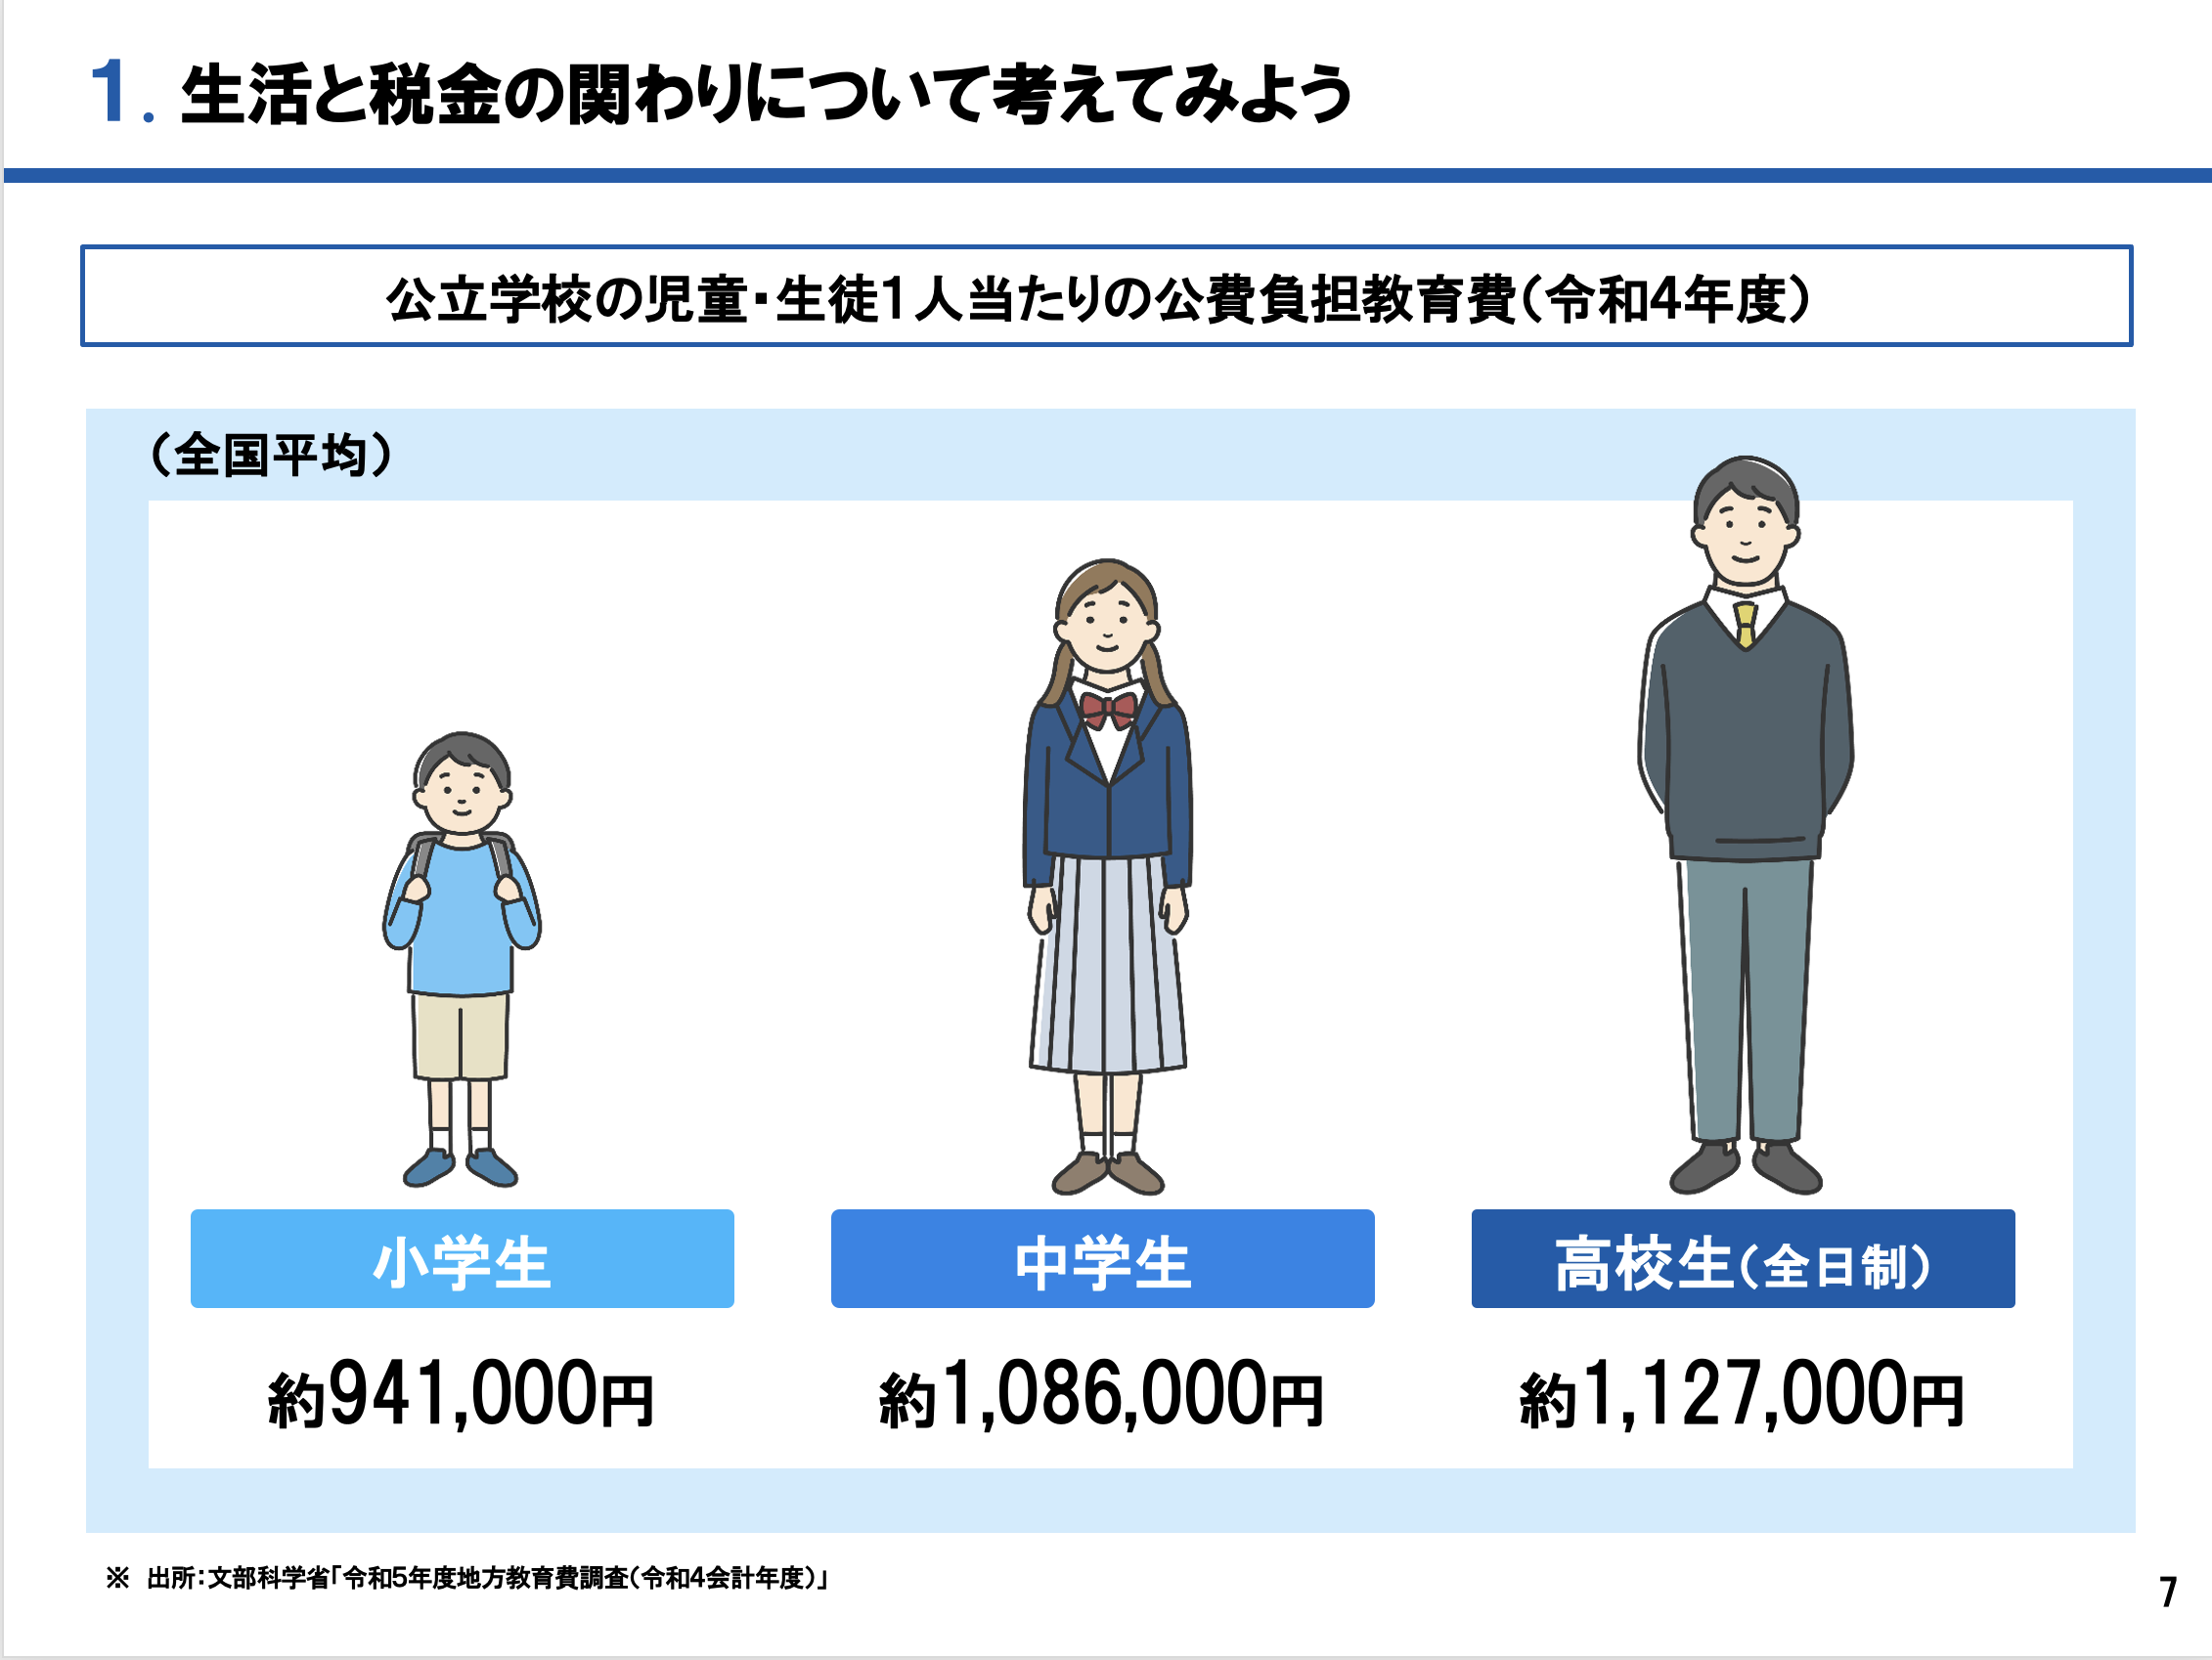 1. 生活と税金の関わりについて考えてみよう
公立学校の児童・生徒1人当たりの公費負担教育費（令和4年度）
（全国平均）
小学生
中学生
高校生（全日制）
約941,000円
約1,086,000円
約1,127,000円
※ 出所：文部科学省「令和5年度地方教育費調査（令和4会計年度）」
7